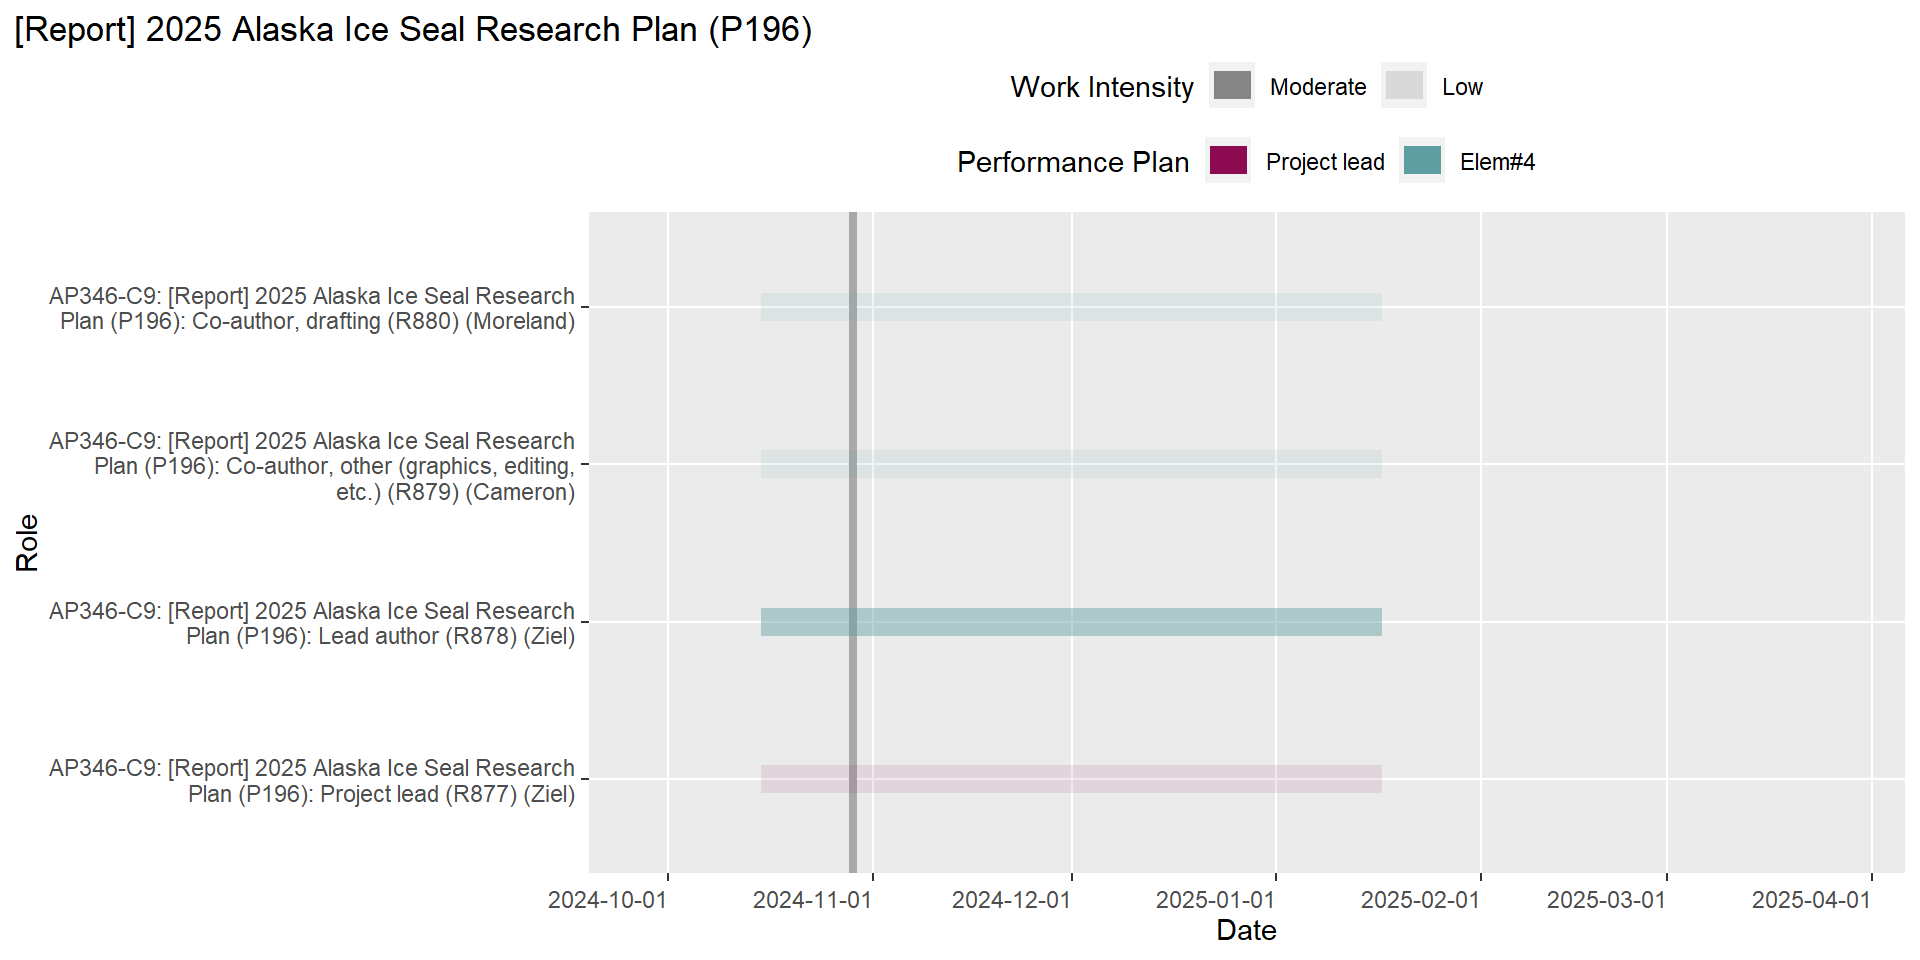 [Report] 2025 Alaska Ice Seal Research Plan (P196)
Work Intensity Moderate Low
Performance Plan Project lead Elem#4
AP346-C9: [Report] 2025 Alaska Ice Seal Research
Plan (P196): Co-author, drafting (R880) (Moreland)
AP346-C9: [Report] 2025 Alaska Ice Seal Research
Plan (P196): Co-author, other (graphics, editing,
etc.) (R879) (Cameron)
Role
AP346-C9: [Report] 2025 Alaska Ice Seal Research
Plan (P196): Lead author (R878) (Ziel)
AP346-C9: [Report] 2025 Alaska Ice Seal Research
Plan (P196): Project lead (R877) (Ziel)
2024-10-01 2024-11-01 2024-12-01 2025-01-01 2025-02-01 2025-03-01 2025-04-01
Date